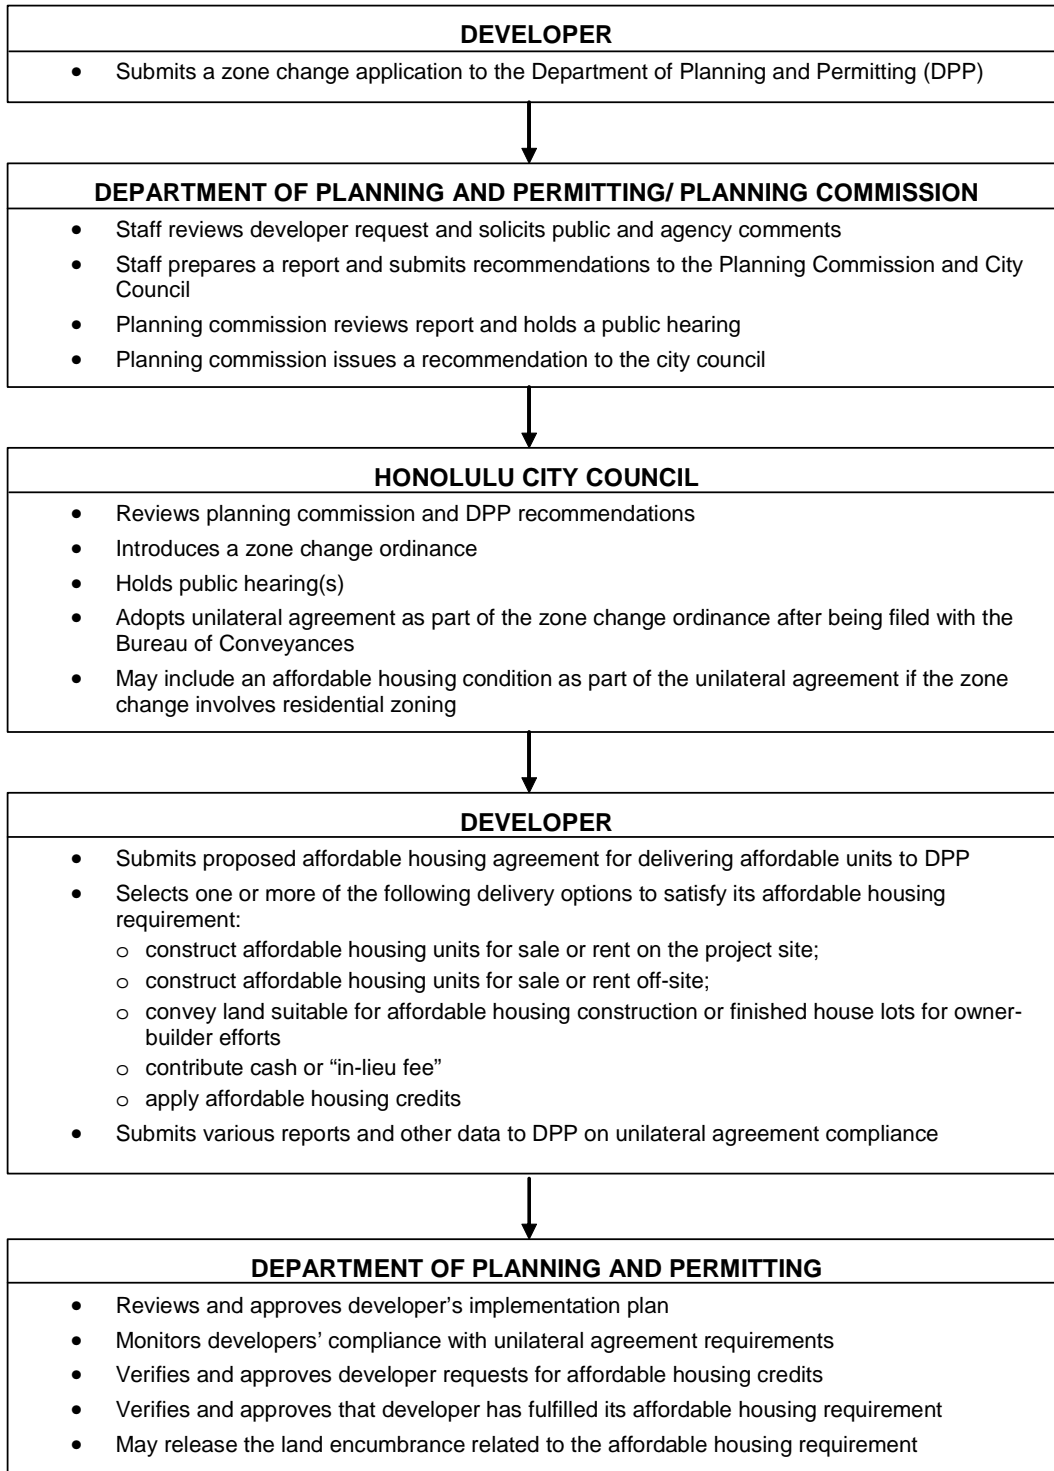 DEVELOPER
• Submits a zone change application to the Department of Planning and Permitting (DPP)
DEPARTMENT OF PLANNING AND PERMITTING/ PLANNING COMMISSION
• Staff reviews developer request and solicits public and agency comments
• Staff prepares a report and submits recommendations to the Planning Commission and City
Council
• Planning commission reviews report and holds a public hearing
• Planning commission issues a recommendation to the city council
HONOLULU CITY COUNCIL
• Reviews planning commission and DPP recommendations
• Introduces a zone change ordinance
• Holds public hearing(s)
• Adopts unilateral agreement as part of the zone change ordinance after being filed with the
Bureau of Conveyances
• May include an affordable housing condition as part of the unilateral agreement if the zone
change involves residential zoning
DEVELOPER
• Submits proposed affordable housing agreement for delivering affordable units to DPP
• Selects one or more of the following delivery options to satisfy its affordable housing
requirement:
o construct affordable housing units for sale or rent on the project site;
o construct affordable housing units for sale or rent off-site;
o convey land suitable for affordable housing construction or finished house lots for owner-
builder efforts
o contribute cash or “in-lieu fee”
o apply affordable housing credits
• Submits various reports and other data to DPP on unilateral agreement compliance
DEPARTMENT OF PLANNING AND PERMITTING
• Reviews and approves developer’s implementation plan
• Monitors developers’ compliance with unilateral agreement requirements
• Verifies and approves developer requests for affordable housing credits
• Verifies and approves that developer has fulfilled its affordable housing requirement
• May release the land encumbrance related to the affordable housing requirement